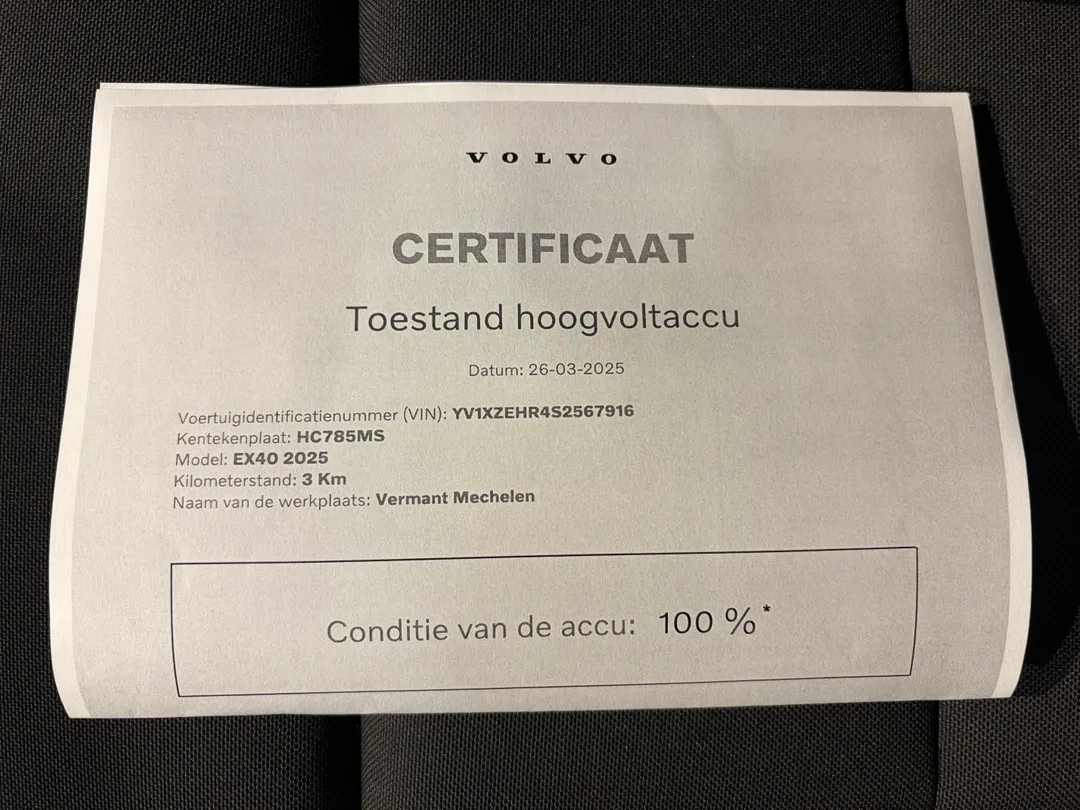 VOLVO
CERTIFICAAT
Toestand hoogvoltaccu
Datum: 26-03-2025
Voertuigidentificatienummer (VIN): YV1XZEHR4S2567916
Kentekenplaat: HC785MS
Model: EX40 2025
Kilometerstand: 3 Km
Naam van de werkplaats: Vermant Mechelen
Conditie van de accu: 100 %*